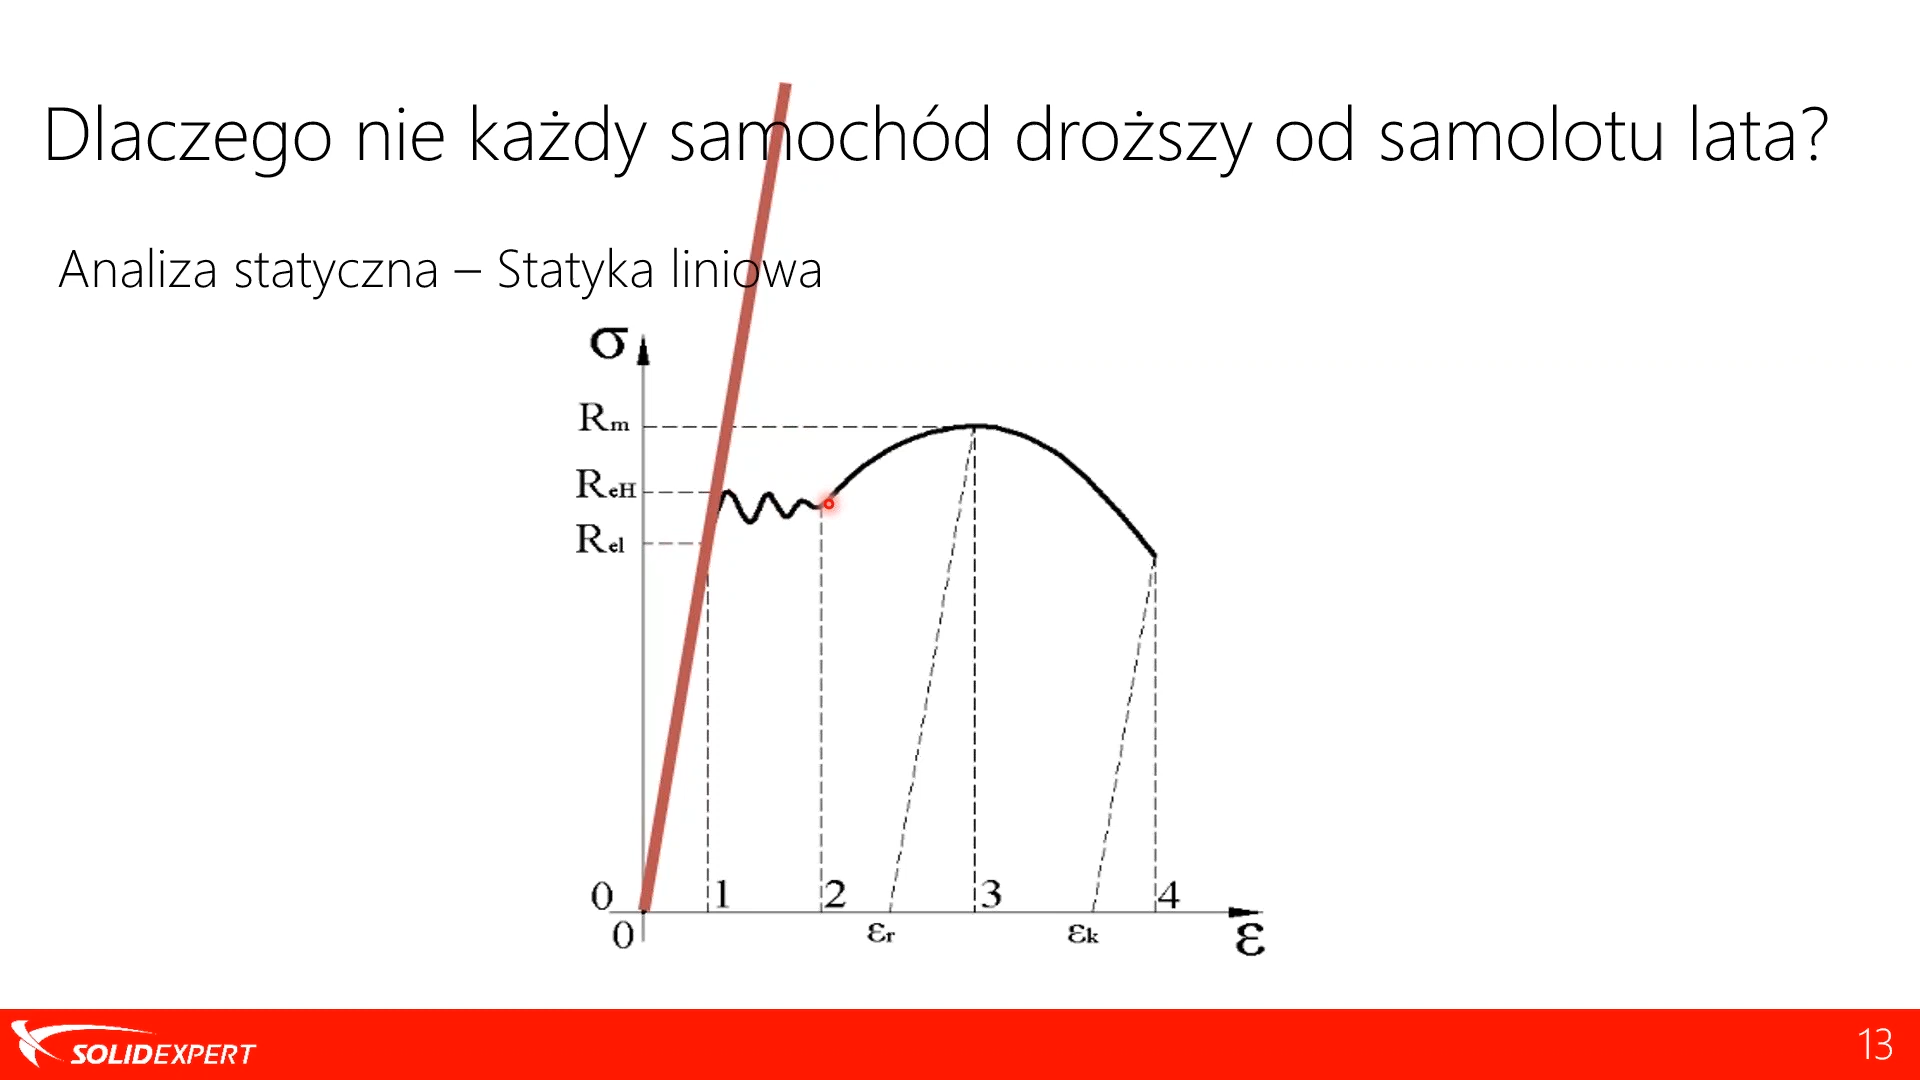 Dlaczego nie każdy samochód droższy od samolotu lata?
Analiza statyczna – Statyka liniowa
σ
Rm
ReH
Rel
0 1 2 3 4
0 εr εk ε
SOLIDEXPERT
13